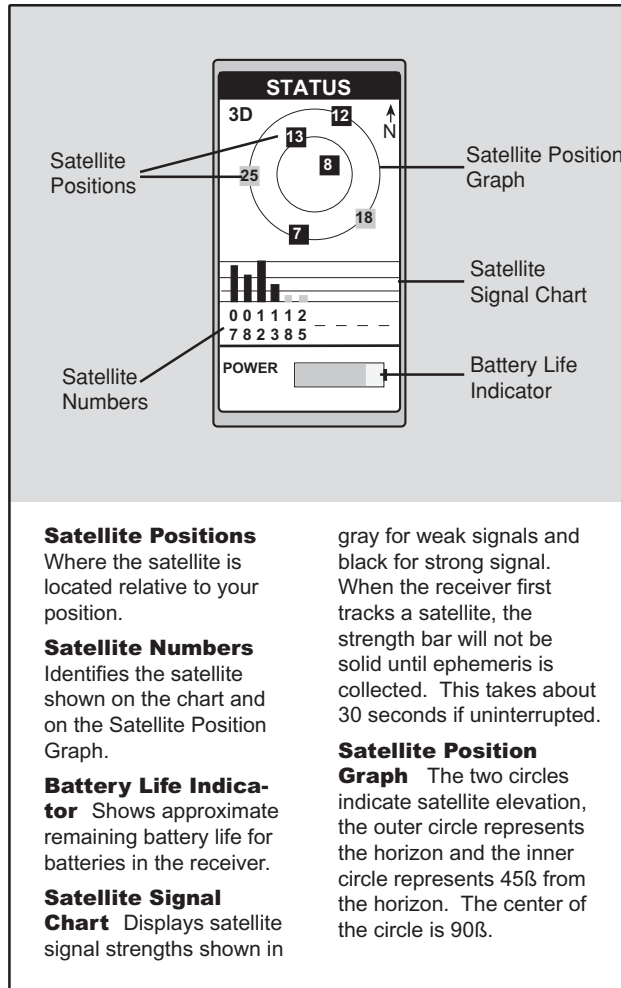 STATUS
3D
12
N
13
8
25
18
7
Satellite
Positions
Satellite Position
Graph
Satellite
Signal Chart
0 0 1 1 1 2
7 8 2 3 8 5 _ _ _ _ _
Satellite
Numbers
POWER
Battery Life
Indicator
Satellite Positions
Where the satellite is
located relative to your
position.
Satellite Numbers
Identifies the satellite
shown on the chart and
on the Satellite Position
Graph.
Battery Life Indica-
tor Shows approximate
remaining battery life for
batteries in the receiver.
Satellite Signal
Chart Displays satellite
signal strengths shown in
gray for weak signals and
black for strong signal.
When the receiver first
tracks a satellite, the
strength bar will not be
solid until ephemeris is
collected. This takes about
30 seconds if uninterrupted.
Satellite Position
Graph The two circles
indicate satellite elevation,
the outer circle represents
the horizon and the inner
circle represents 45ß from
the horizon. The center of
the circle is 90ß.